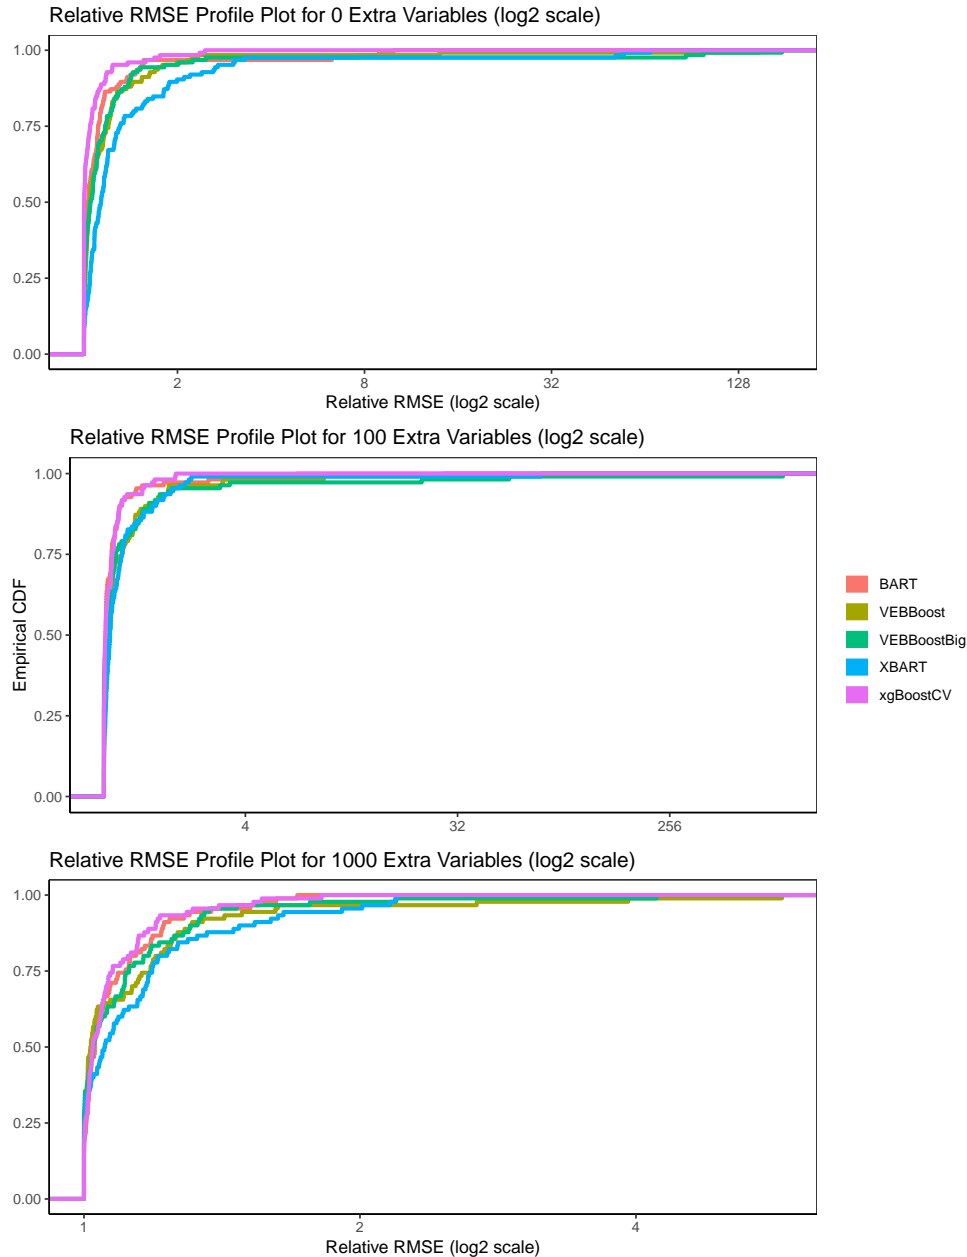 Relative RMSE Profile Plot for 0 Extra Variables (log2 scale)
1.00
0.75
0.50
0.25
0.00
2 8 32 128
Relative RMSE (log2 scale)
Relative RMSE Profile Plot for 100 Extra Variables (log2 scale)
Empirical CDF
1.00
0.75
0.50
0.25
0.00
4 32 256
BART
VEBBoost
VEBBoostBig
XBART
xgBoostCV
Relative RMSE Profile Plot for 1000 Extra Variables (log2 scale)
1.00
0.75
0.50
0.25
0.00
1 2 4
Relative RMSE (log2 scale)